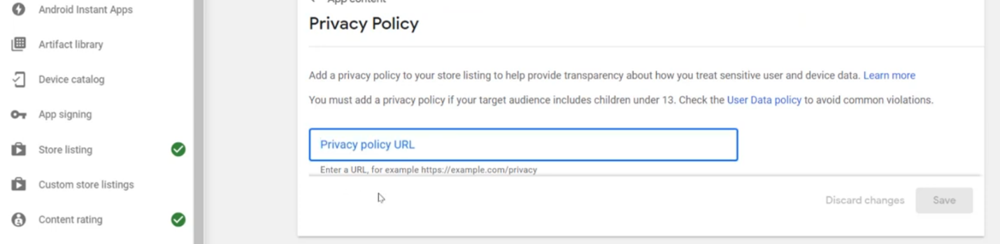 Android Instant Apps
Artifact library
Device catalog
App signing
Store listing
Custom store listings
Content rating
App content
Privacy Policy
Add a privacy policy to your store listing to help provide transparency about how you treat sensitive user and device data. Learn more
You must add a privacy policy if your target audience includes children under 13. Check the User Data policy to avoid common violations.
Privacy policy URL
Enter a URL, for example https://example.com/privacy
Discard changes
Save